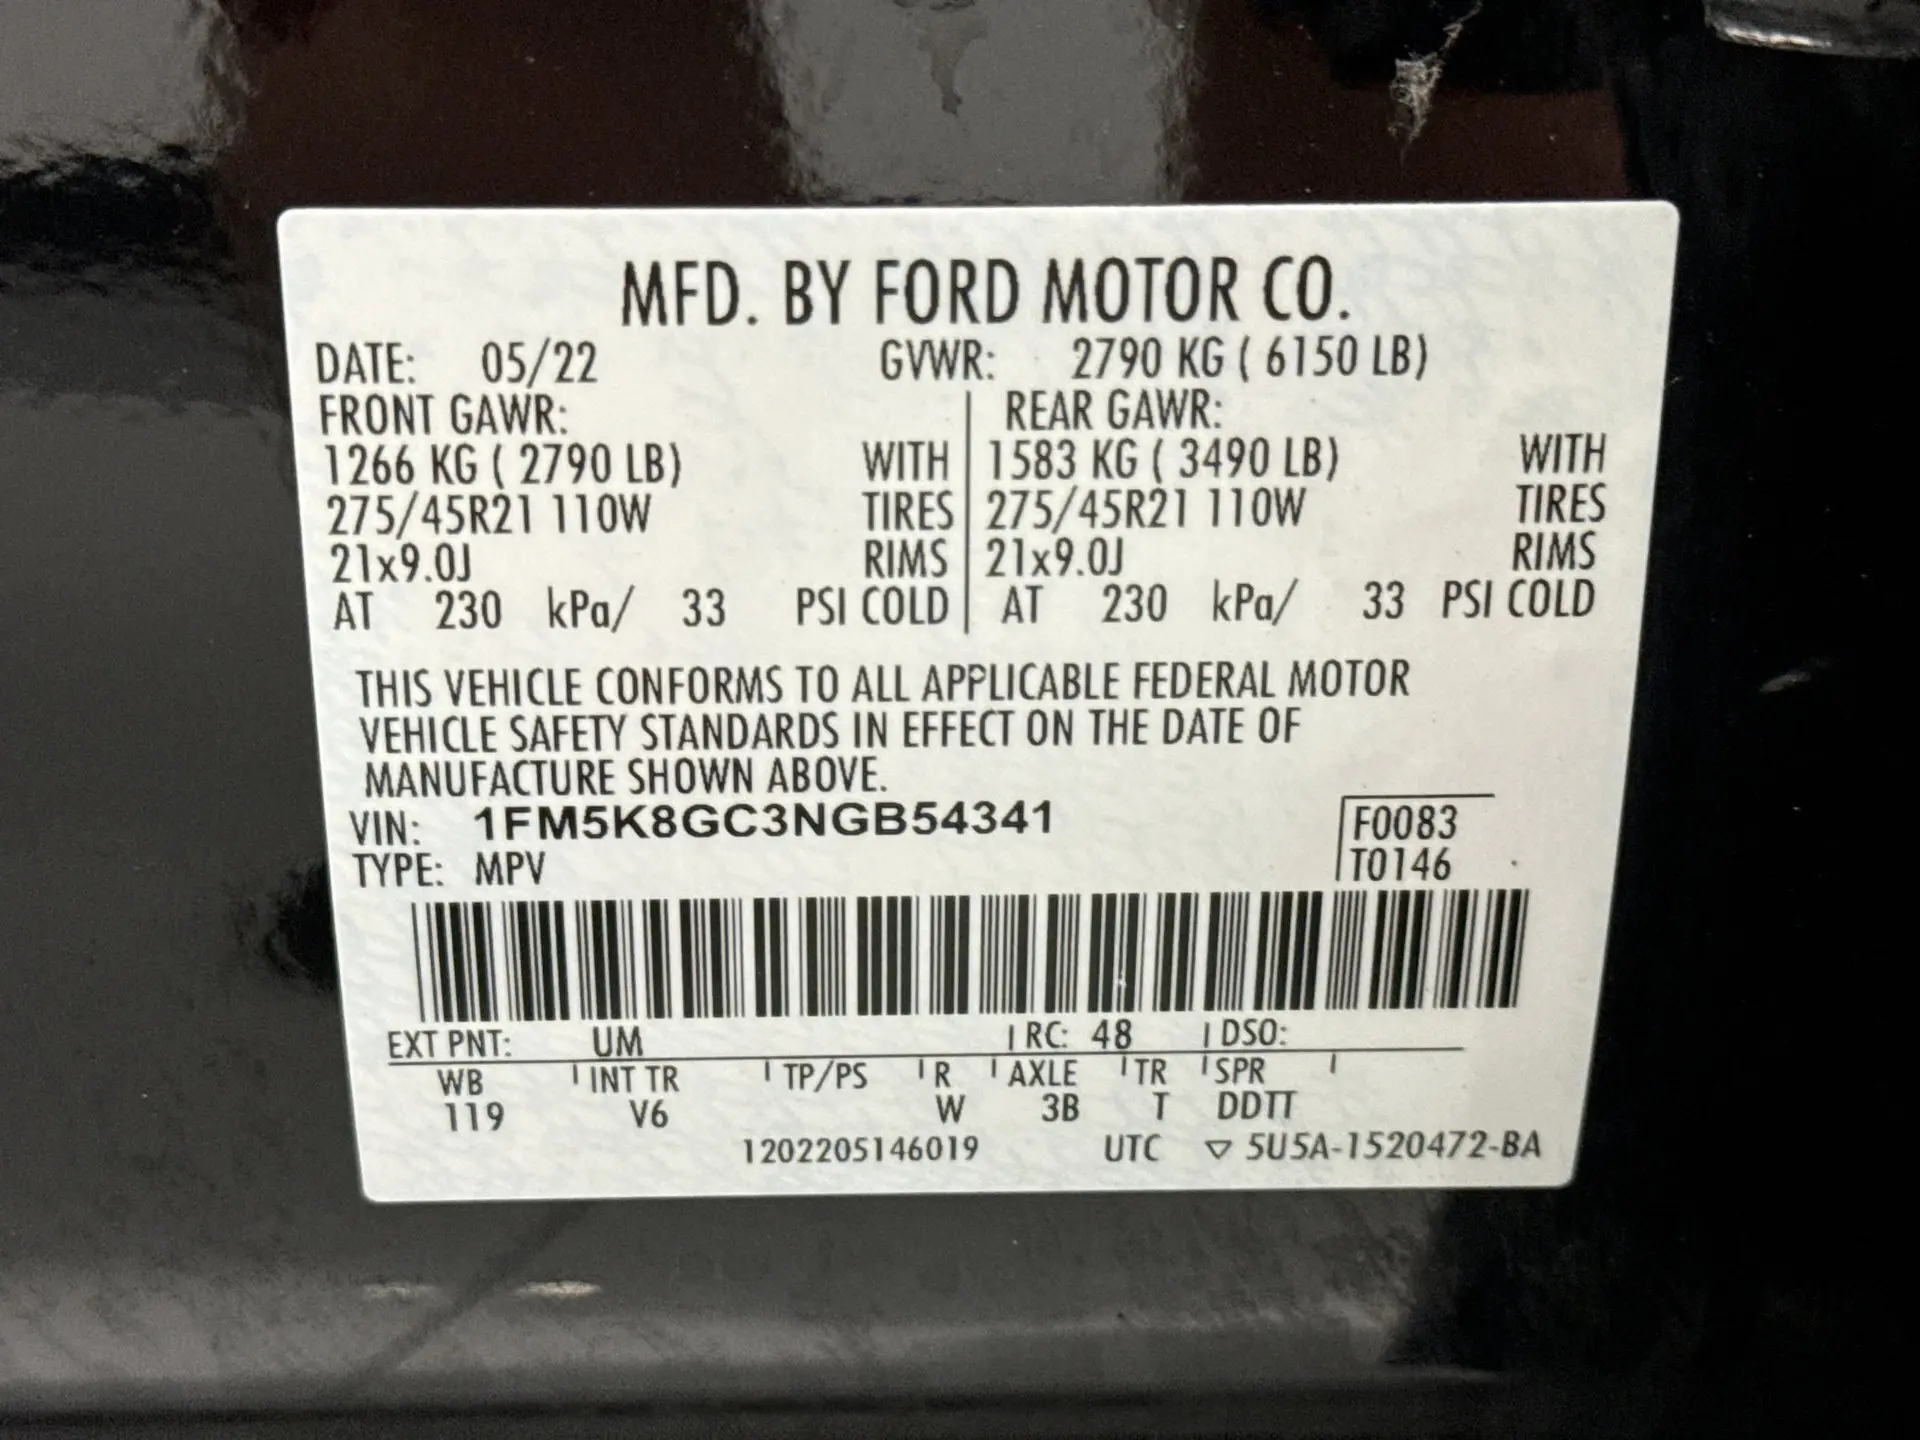 MFD. BY FORD MOTOR CO.
DATE: 05/22 GVWR: 2790 KG ( 6150 LB)
FRONT GAWR: REAR GAWR:
1266 KG ( 2790 LB) WITH 1583 KG ( 3490 LB) WITH
275/45R21 110W TIRES 275/45R21 110W TIRES
21x9.0J RIMS 21x9.0J RIMS
AT 230 kPa/ 33 PSI COLD AT 230 kPa/ 33 PSI COLD
THIS VEHICLE CONFORMS TO ALL APPLICABLE FEDERAL MOTOR
VEHICLE SAFETY STANDARDS IN EFFECT ON THE DATE OF
MANUFACTURE SHOWN ABOVE.
VIN: 1FM5K8GC3NGB54341 F0083
TYPE: MPV T0146
EXT PNT: UM RC: 48 DSO:
WB INT TR TP/PS R AXLE TR SPR
119 V6 W 3B T DDTT
1202205146019 UTC ▽ 5U5A-1520472-BA